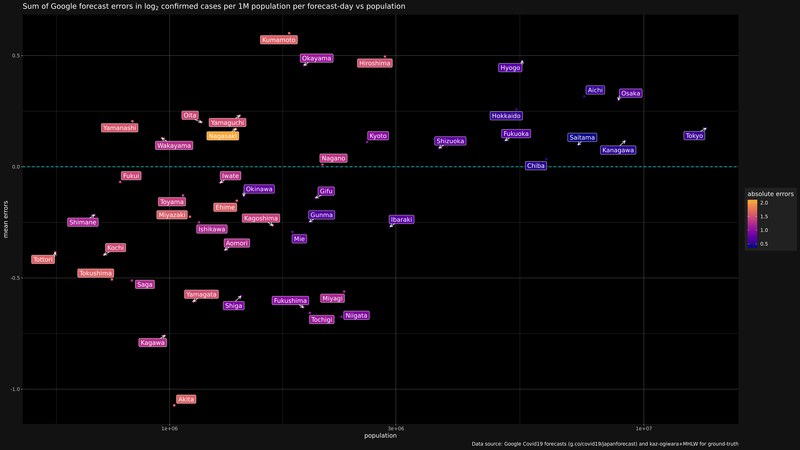 Sum of Google forecast errors in log₂ confirmed cases per 1M population per forecast-day vs population
Kumamoto
Okayama
0.5
Hiroshima
Hyogo
Aichi
Osaka
Oita
Hokkaido
Yamaguchi
Yamanashi
Nagasaki
Kyoto
Fukuoka
Saitama
Tokyo
Wakayama
Shizuoka
Kanagawa
Nagano
0.0
Chiba
Fukui
Iwate
Okinawa
Gifu
absolute errors
Toyama
2.0
Ehime
Miyazaki
Gunma
Kagoshima
Ibaraki
Shimane
1.5
Ishikawa
1.0
mean errors
Mie
Aomori
0.5
Kochi
Tottori
Tokushima
-0.5
Saga
Yamagata
Miyagi
Fukushima
Shiga
Niigata
Tochigi
Kagawa
-1.0
Akita
1e+06
3e+06
1e+07
population
Data source: Google Covid19 forecasts (g.co/covid19/japanforecast) and kaz-ogiwara+MHLW for ground-truth